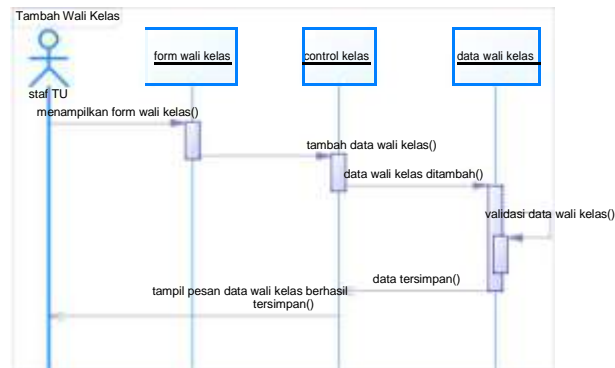 Tambah Wali Kelas
form wali kelas
control kelas
data wali kelas
staf TU
menampilkan form wali kelas()
tambah data wali kelas()
data wali kelas ditambah()
validasi data wali kelas()
data tersimpan()
tampil pesan data wali kelas berhasil
tersimpan()